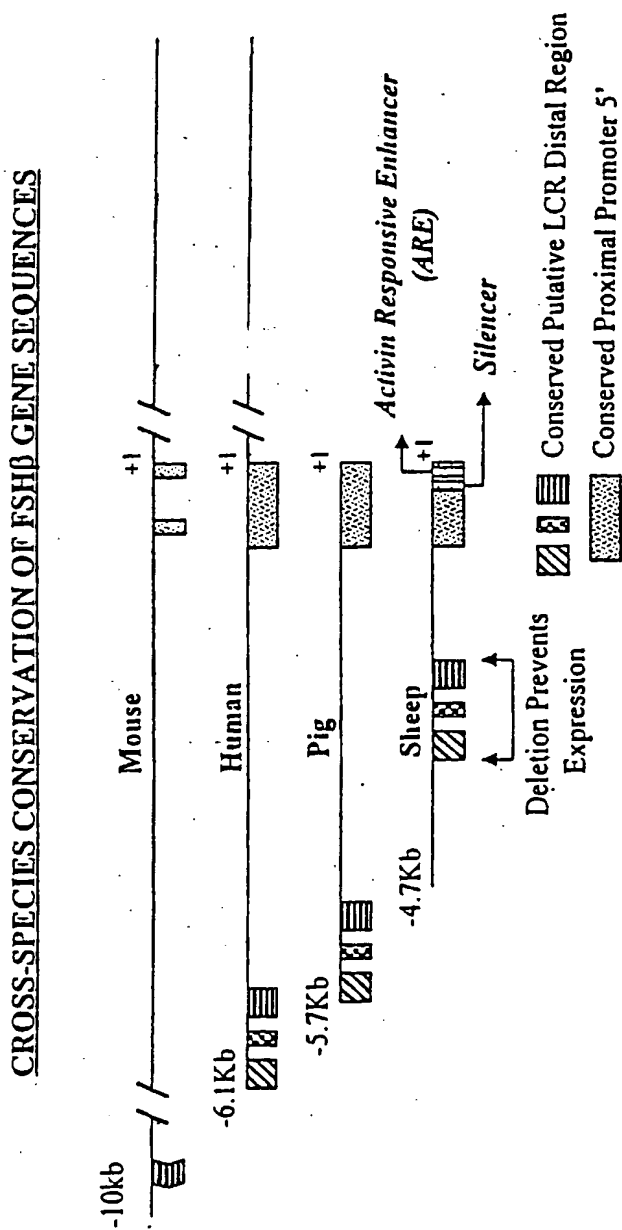 CROSS-SPECIES CONSERVATION OF FSHβ GENE SEQUENCES
-10kb
Mouse
+1
-6.1Kb
Human
+1
-5.7Kb
Pig
+1
-4.7Kb
Sheep
+1
Activin Responsive Enhancer
(ARE)
Silencer
Deletion Prevents
Expression
Conserved Putative LCR Distal Region
Conserved Proximal Promoter 5'